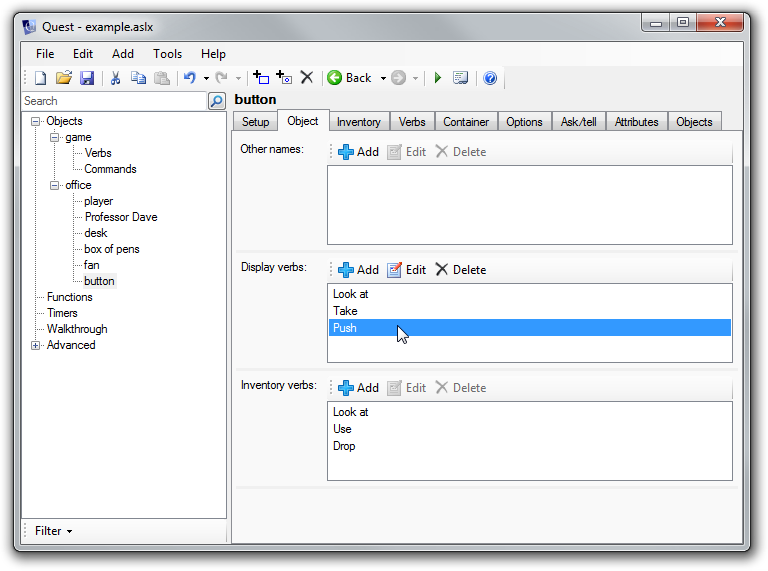 Quest - example.aslx
File Edit Add Tools Help
Back
Search
Objects
game
Verbs
Commands
office
player
Professor Dave
desk
box of pens
fan
button
Functions
Timers
Walkthrough
Advanced
Filter
button
Setup Object Inventory Verbs Container Options Ask/tell Attributes Objects
Other names: Add Edit Delete
Display verbs: Add Edit Delete
Look at
Take
Push
Inventory verbs: Add Edit Delete
Look at
Use
Drop